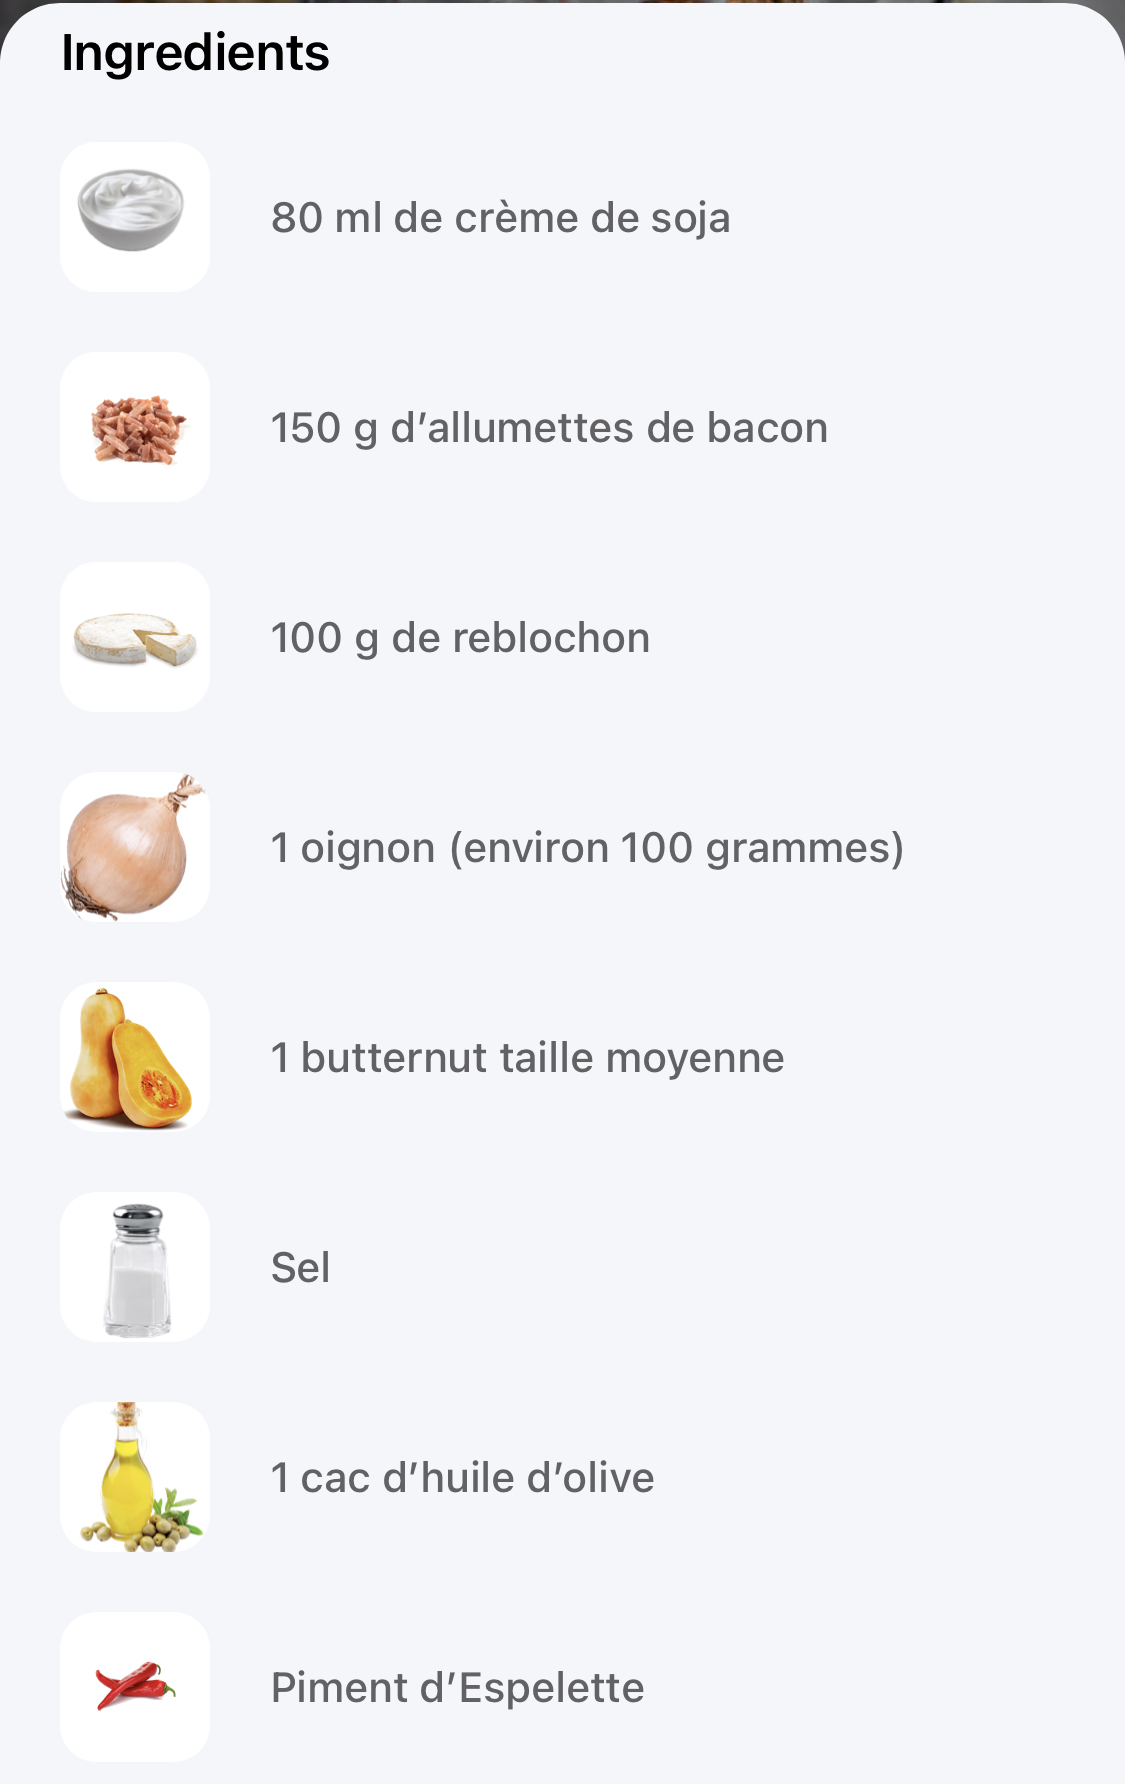 Ingredients
80 ml de crème de soja
150 g d’allumettes de bacon
100 g de reblochon
1 oignon (environ 100 grammes)
1 butternut taille moyenne
Sel
1 cac d’huile d’olive
Piment d’Espelette